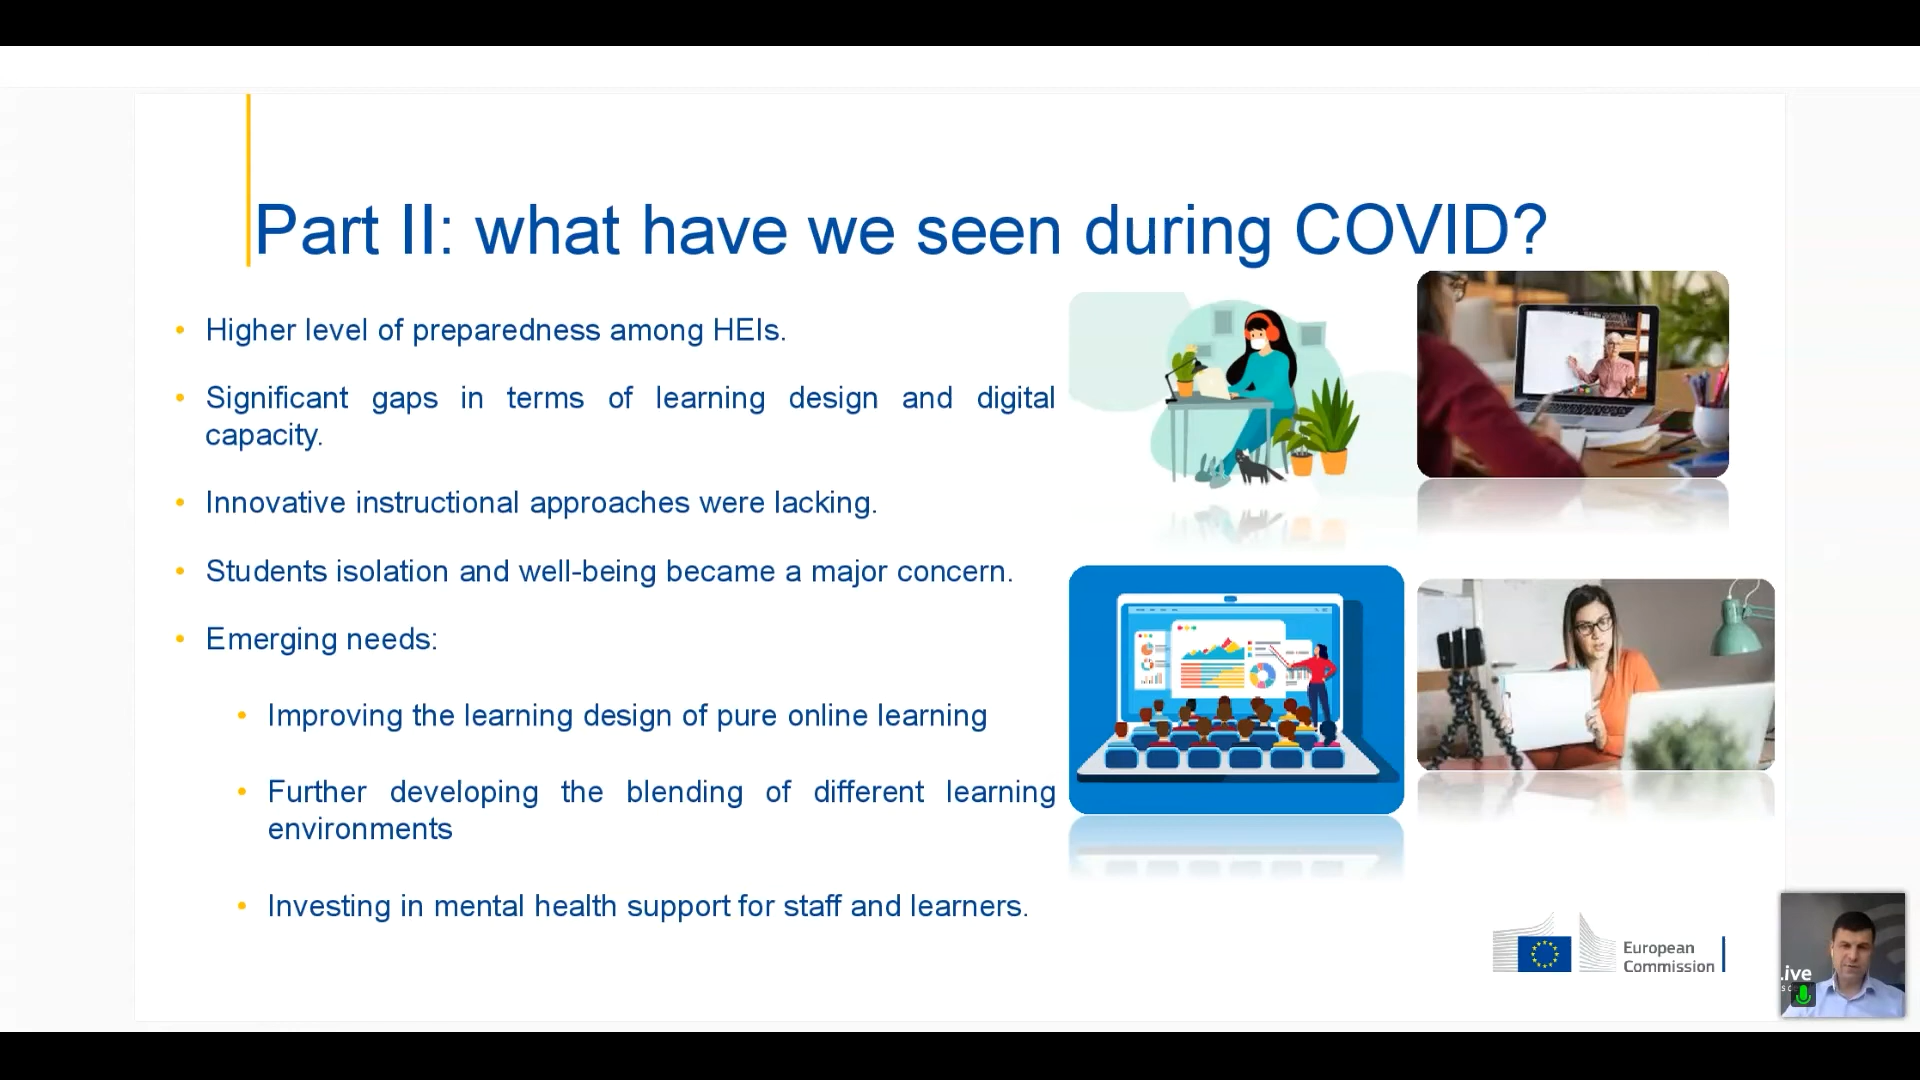 Part II: what have we seen during COVID?
• Higher level of preparedness among HEIs.
• Significant gaps in terms of learning design and digital
capacity.
• Innovative instructional approaches were lacking.
• Students isolation and well-being became a major concern.
• Emerging needs:
• Improving the learning design of pure online learning
• Further developing the blending of different learning
environments
• Investing in mental health support for staff and learners.
European
Commission
.ive